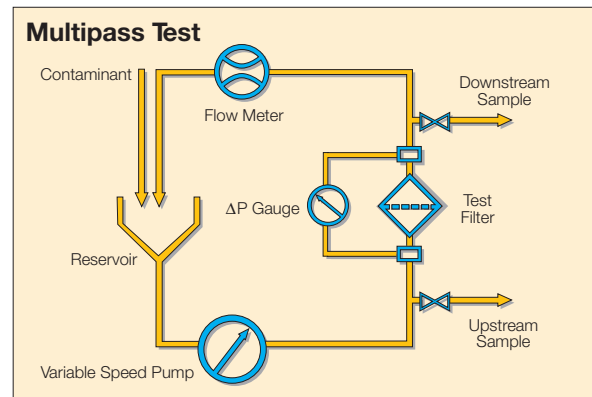 Multipass Test
Contaminant
Flow Meter
Downstream
Sample
ΔP Gauge
Test
Filter
Reservoir
Upstream
Sample
Variable Speed Pump